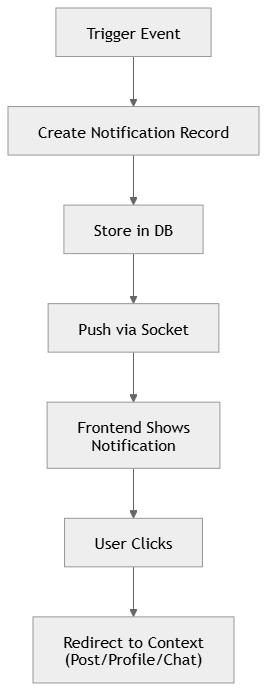 Trigger Event
Create Notification Record
Store in DB
Push via Socket
Frontend Shows
Notification
User Clicks
Redirect to Context
(Post/Profile/Chat)